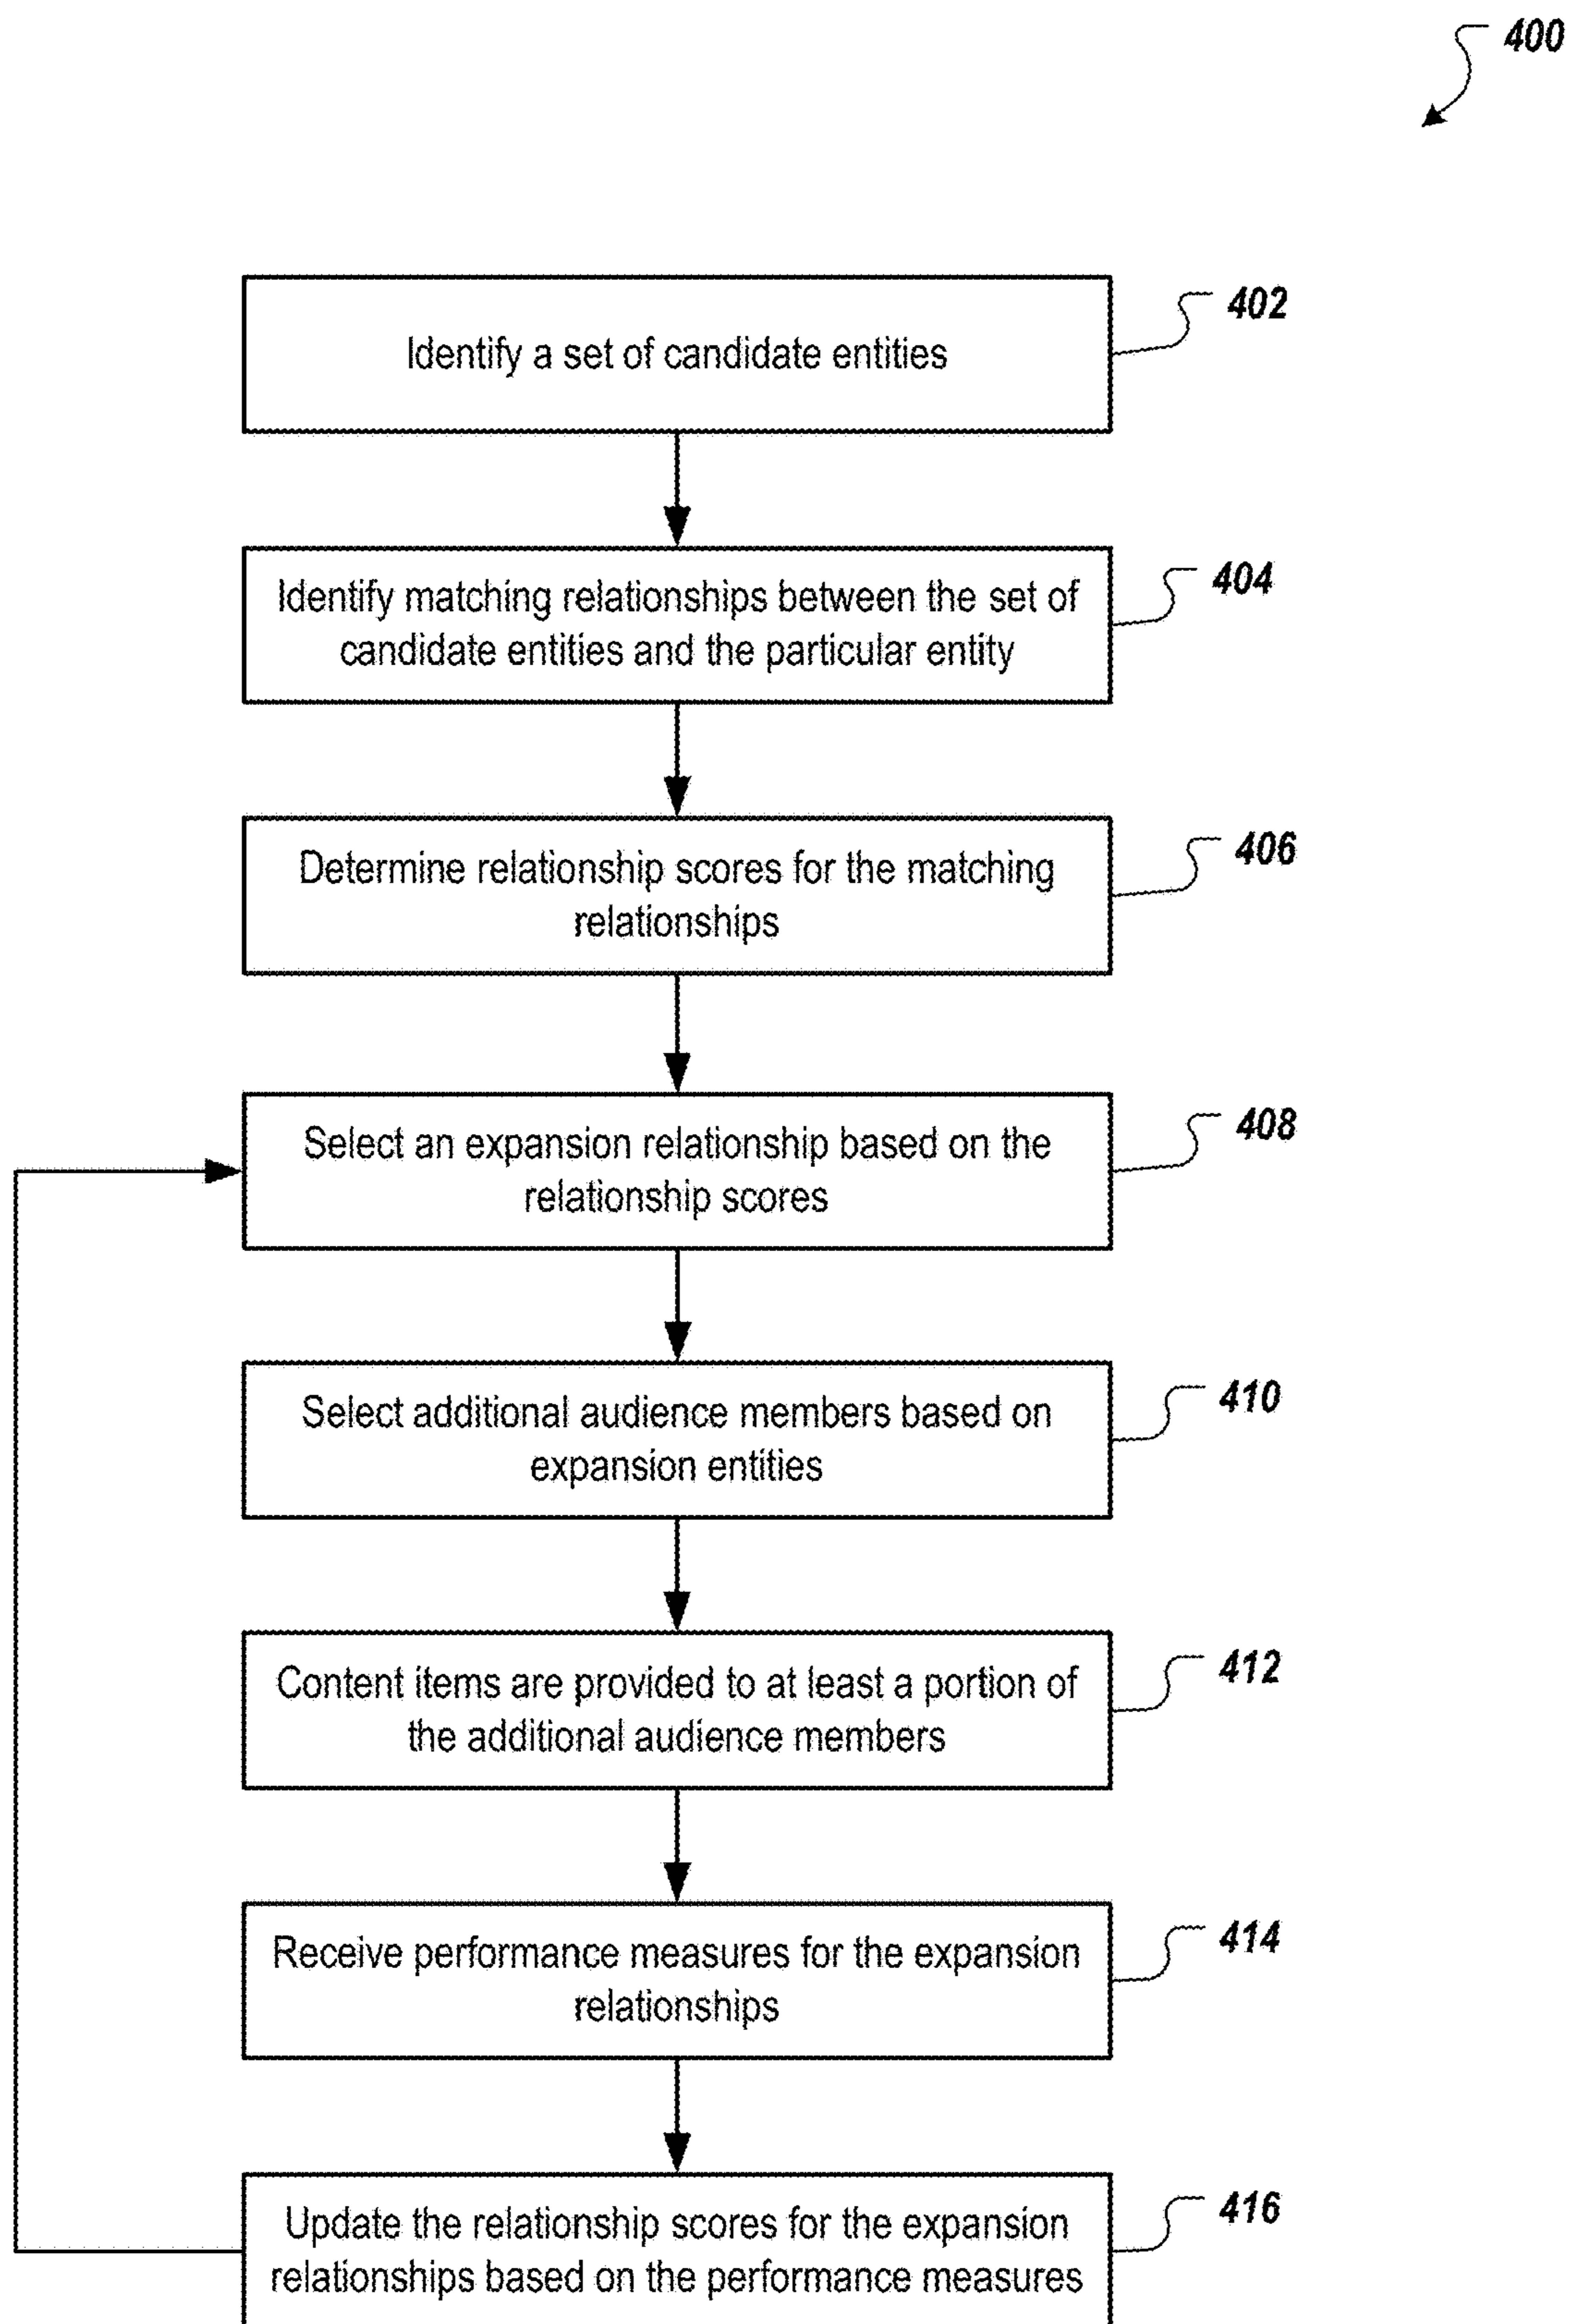 400
Identify a set of candidate entities
402
Identify matching relationships between the set of
candidate entities and the particular entity
404
Determine relationship scores for the matching
relationships
406
Select an expansion relationship based on the
relationship scores
408
Select additional audience members based on
expansion entities
410
Content items are provided to at least a portion of
the additional audience members
412
Receive performance measures for the expansion
relationships
414
Update the relationship scores for the expansion
relationships based on the performance measures
416